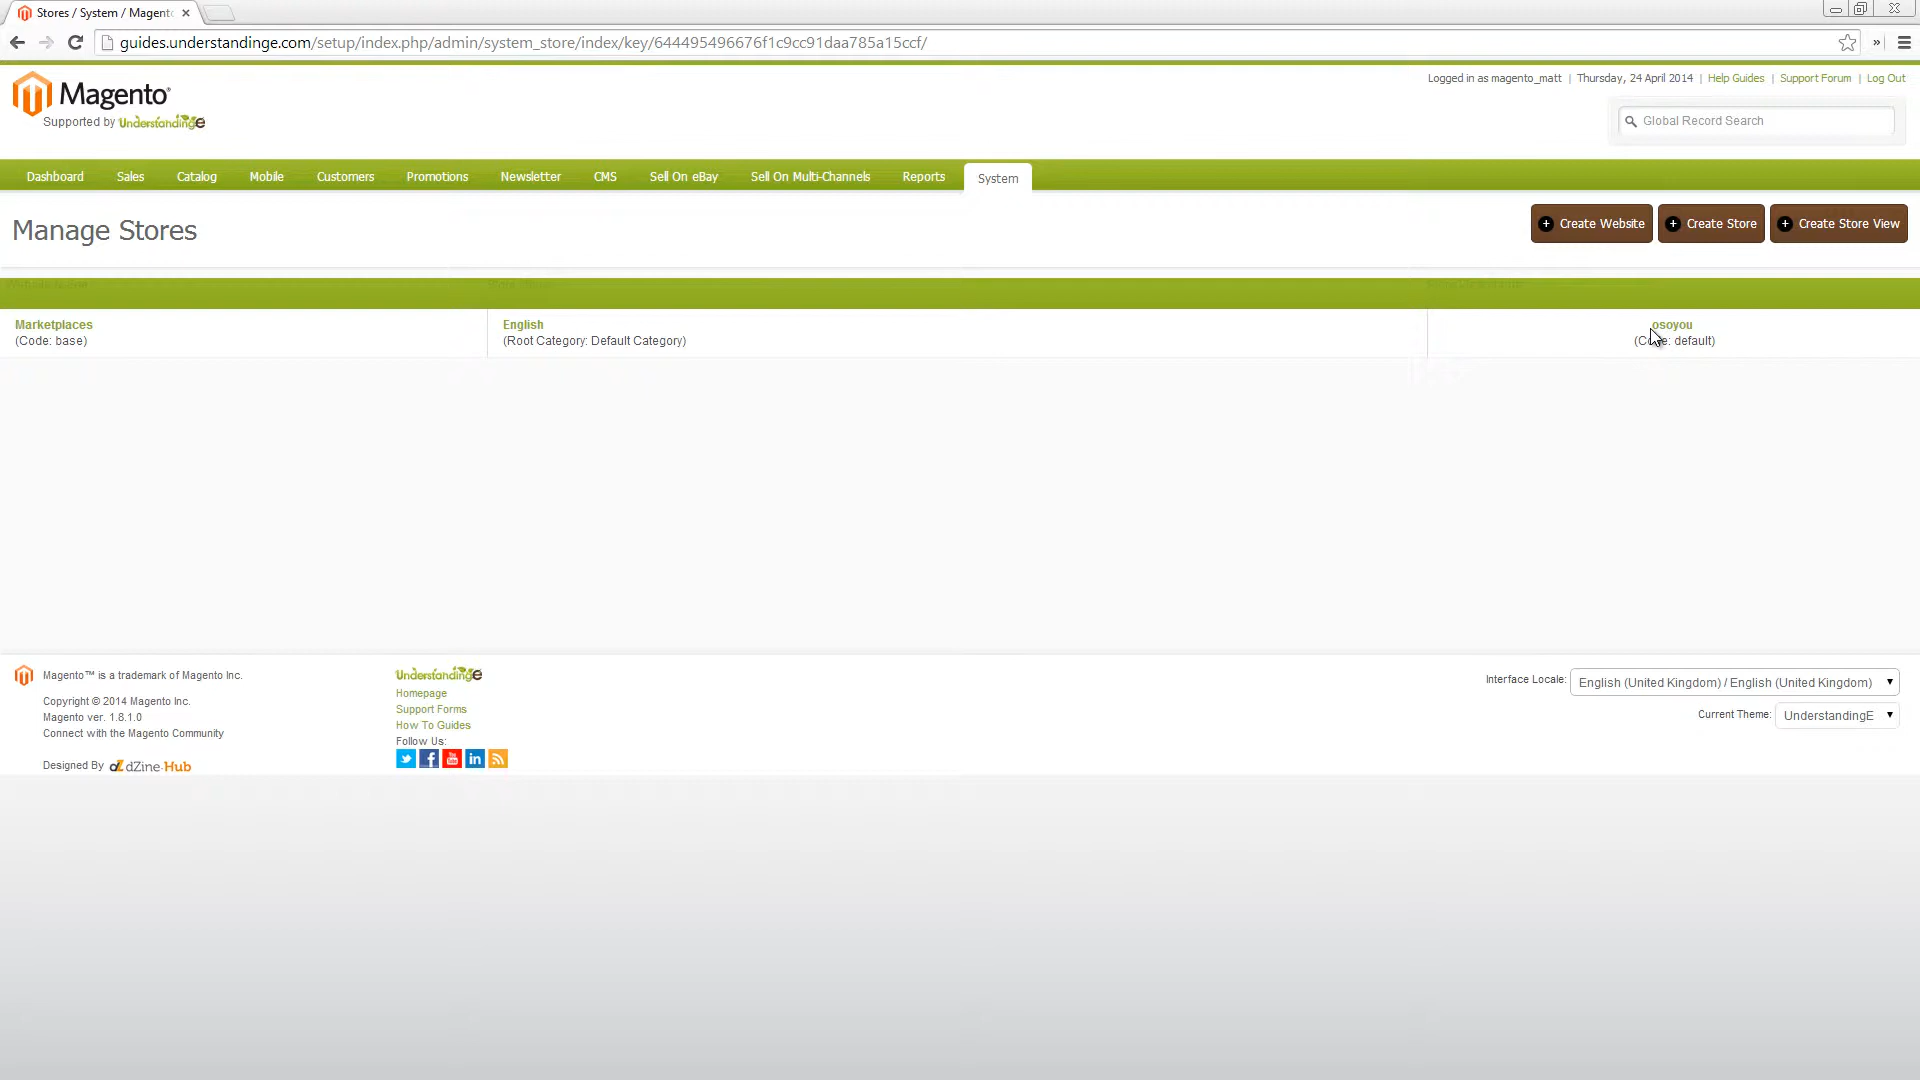 Stores / System / Magent
guides.understandinge.com/setup/index.php/admin/system_store/index/key/644495496676f1c9cc91daa785a15ccf/
Magento®
Supported by UnderstandingE
Logged in as magento_matt | Thursday, 24 April 2014 | Help Guides | Support Forum | Log Out
Global Record Search
Dashboard Sales Catalog Mobile Customers Promotions Newsletter CMS Sell On eBay Sell On Multi-Channels Reports System
Manage Stores
Create Website Create Store Create Store View
Marketplaces English osoyou
(Code: base) (Root Category: Default Category) (Code: default)
Magento™ is a trademark of Magento Inc.
Copyright © 2014 Magento Inc.
Magento ver. 1.8.1.0
Connect with the Magento Community
Designed By dZine-Hub
UnderstandingE
Homepage
Support Forms
How To Guides
Follow Us:
You Tube in
Interface Locale: English (United Kingdom) / English (United Kingdom)
Current Theme: UnderstandingE